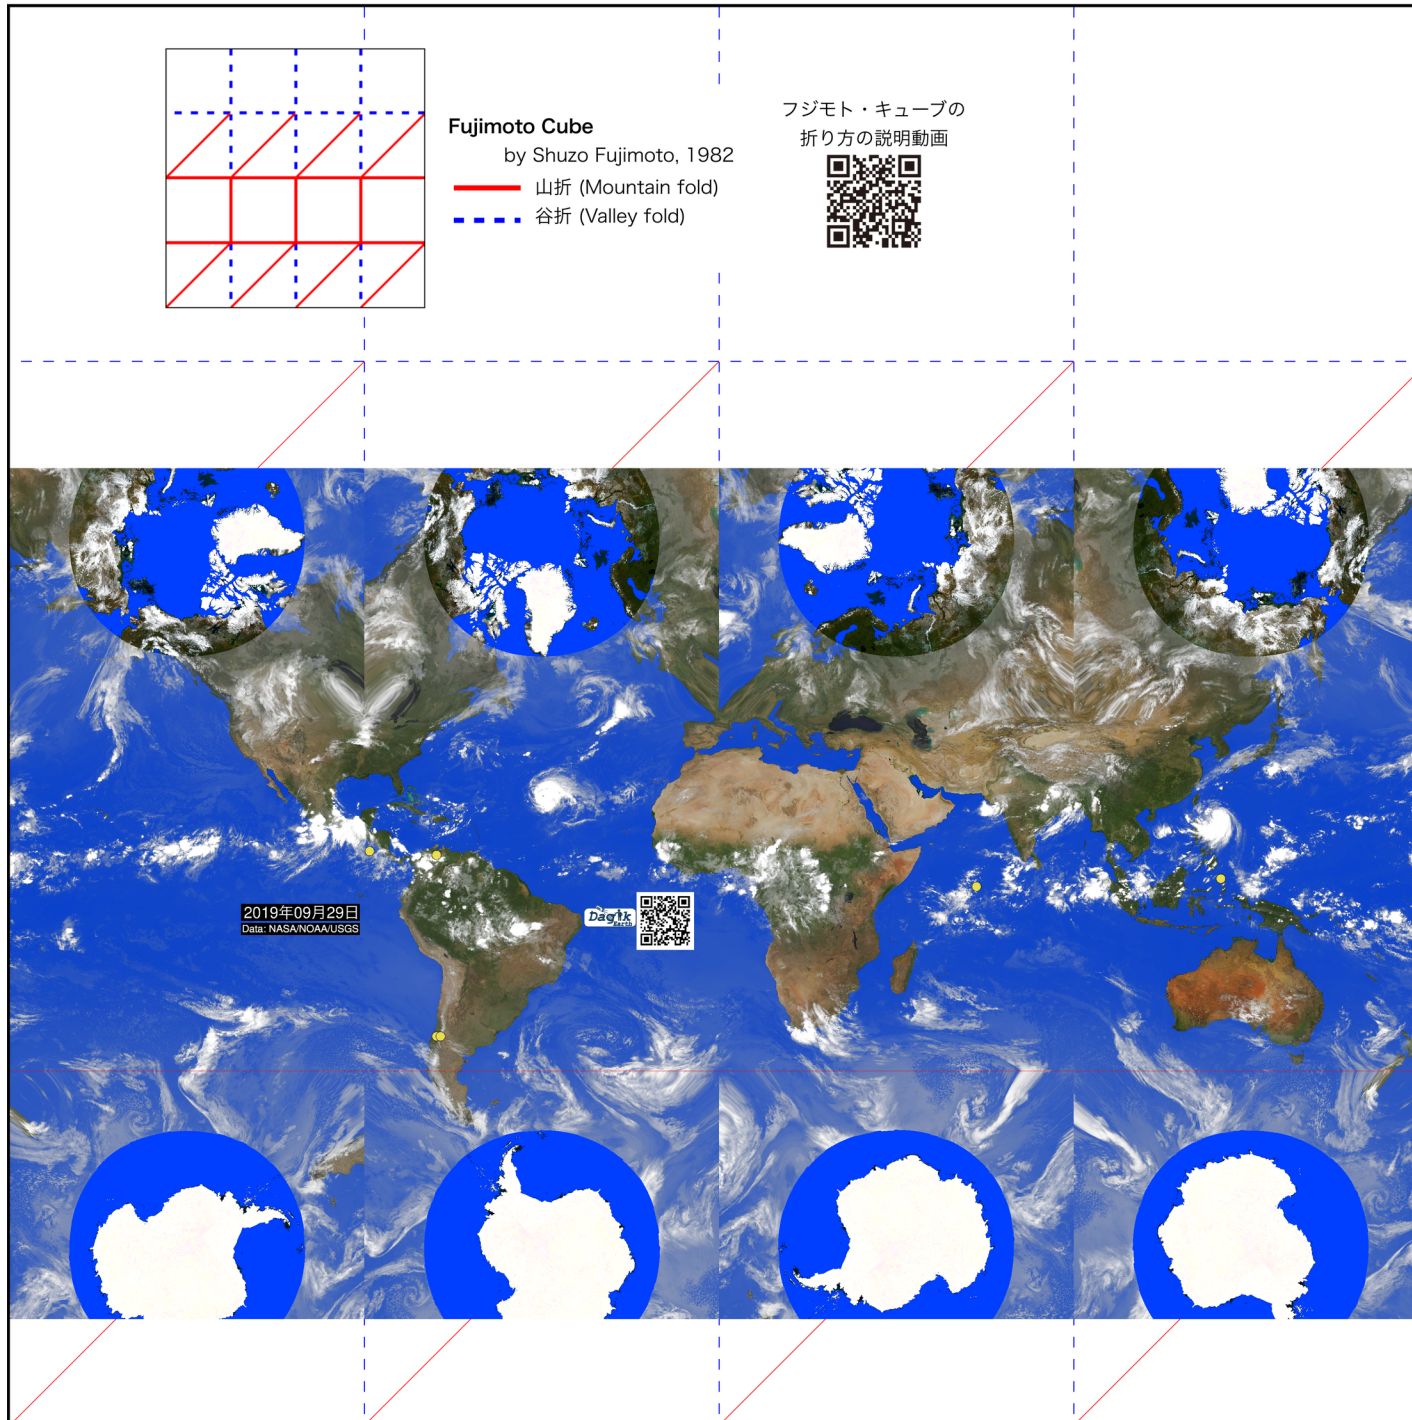 Fujimoto Cube
by Shuzo Fujimoto, 1982
山折 (Mountain fold)
谷折 (Valley fold)
フジモト・キューブの
折り方の説明動画
2019年09月29日
Data: NASA/NOAA/USGS
Dagik
Earth